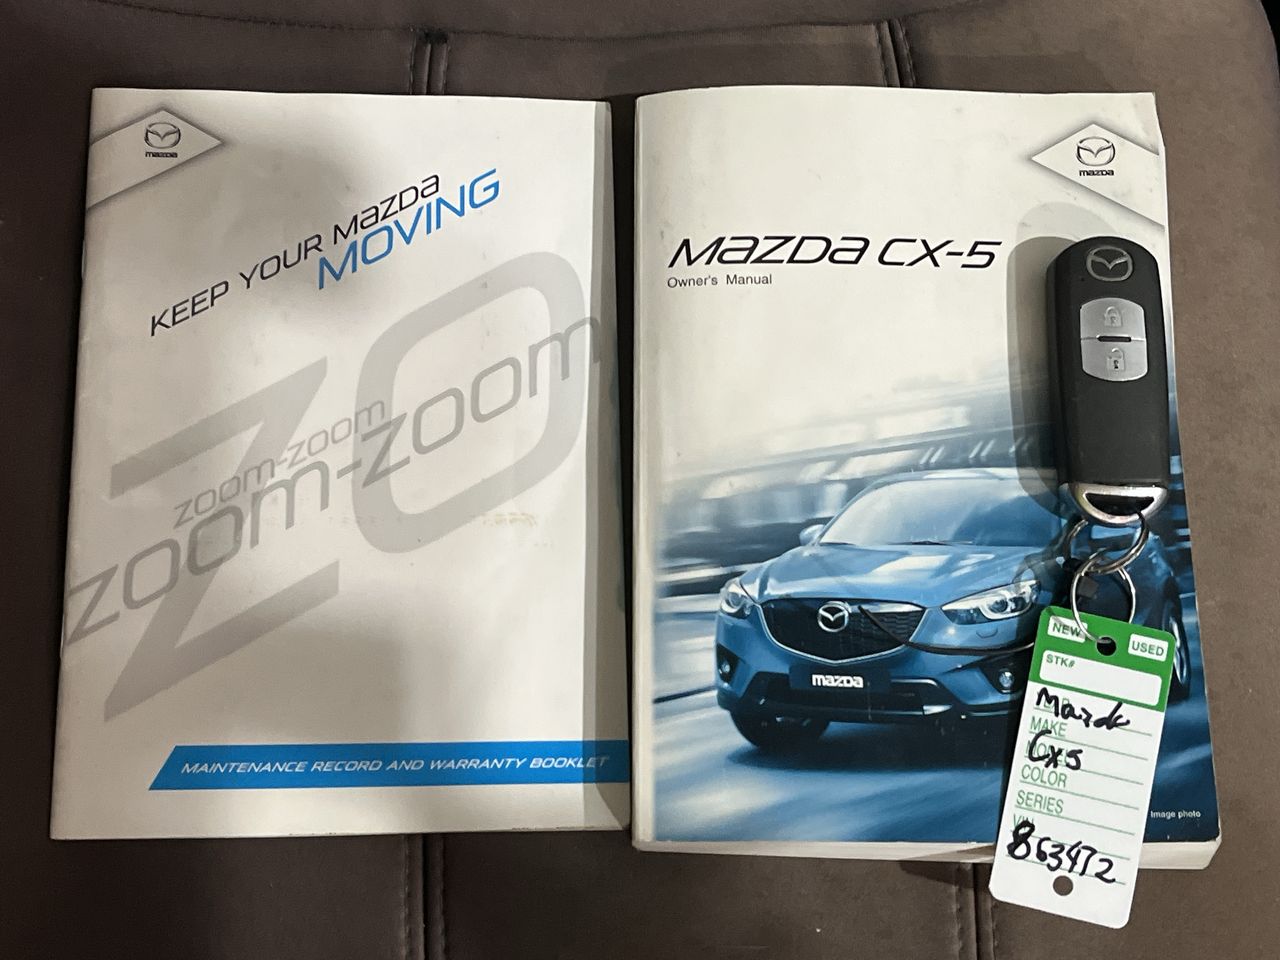 mazda
KEEP YOUR mazda
MOVING
zoom-zoom
zoom-zoom
ZO
MAINTENANCE RECORD AND WARRANTY BOOKLET
mazda
mazda CX-5
Owner's Manual
mazda
Image photo
NEW
USED
STK#
Mazda
MAKE
Cx5
COLOR
SERIES
863472